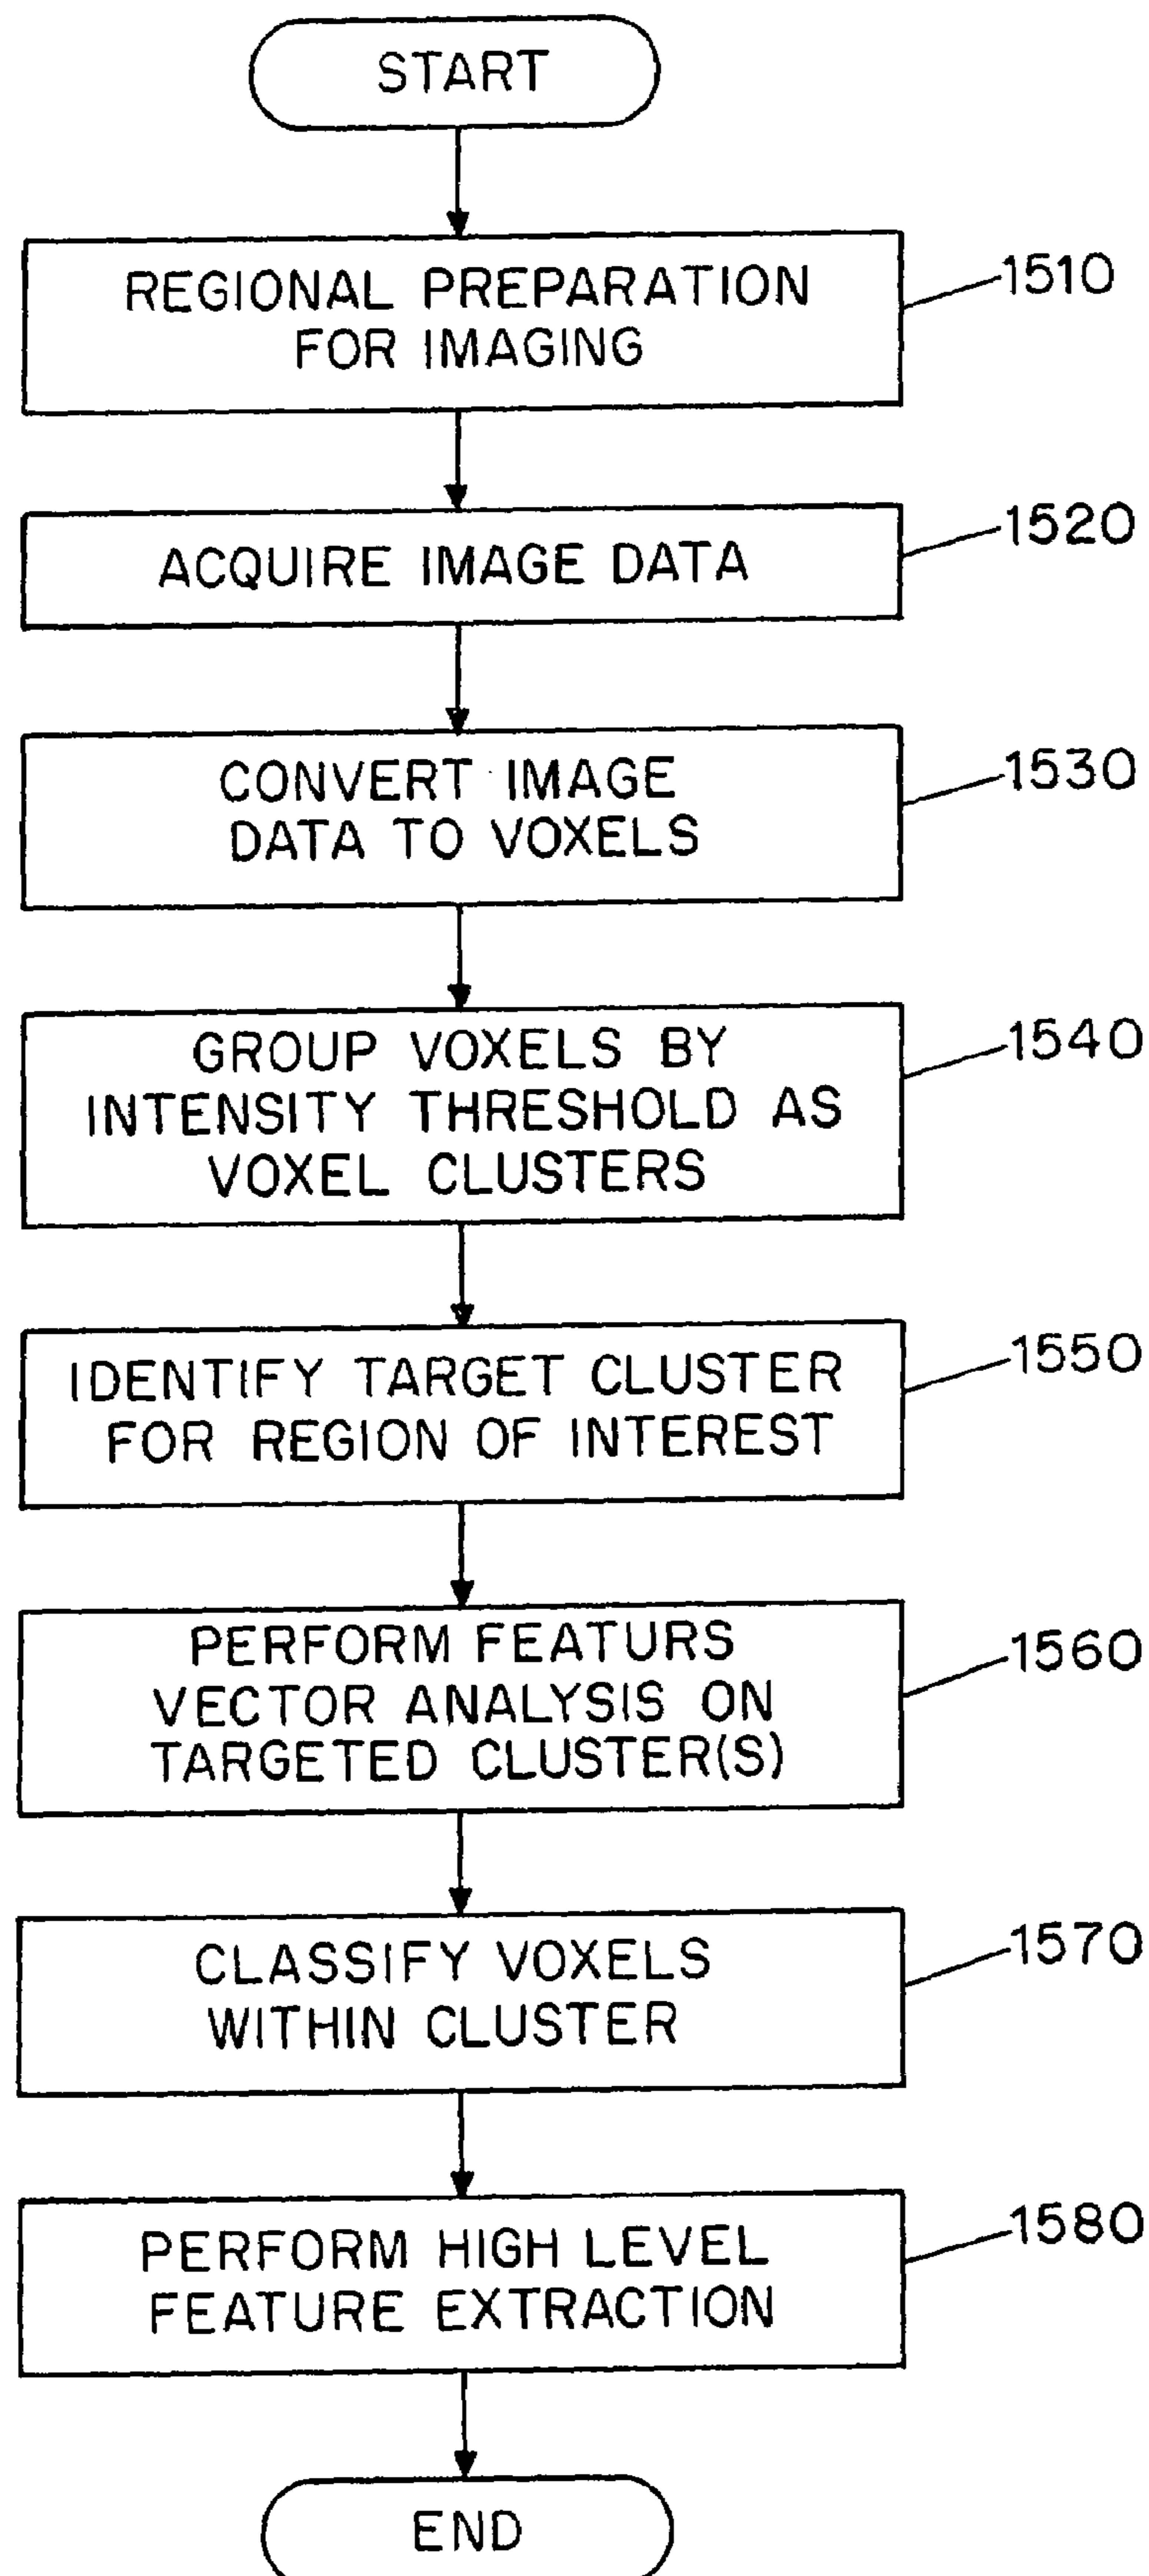 START
REGIONAL PREPARATION
FOR IMAGING
1510
ACQUIRE IMAGE DATA
1520
CONVERT IMAGE
DATA TO VOXELS
1530
GROUP VOXELS BY
INTENSITY THRESHOLD AS
VOXEL CLUSTERS
1540
IDENTIFY TARGET CLUSTER
FOR REGION OF INTEREST
1550
PERFORM FEATURS
VECTOR ANALYSIS ON
TARGETED CLUSTER(S)
1560
CLASSIFY VOXELS
WITHIN CLUSTER
1570
PERFORM HIGH LEVEL
FEATURE EXTRACTION
1580
END